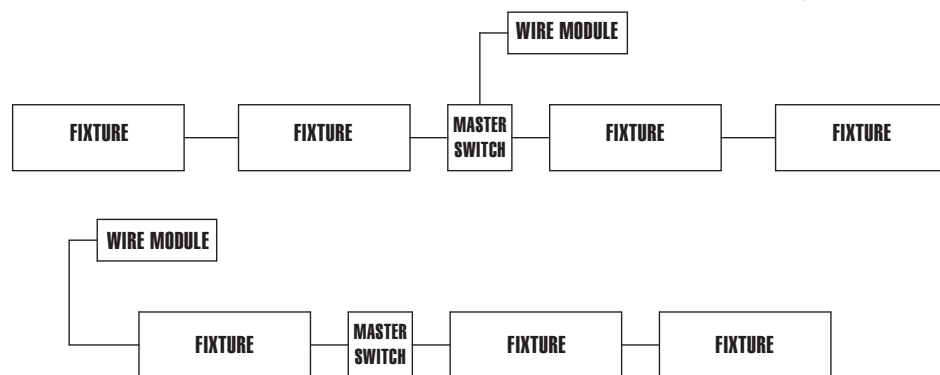 WIRE MODULE
FIXTURE FIXTURE MASTER SWITCH FIXTURE FIXTURE
WIRE MODULE
FIXTURE MASTER SWITCH FIXTURE FIXTURE